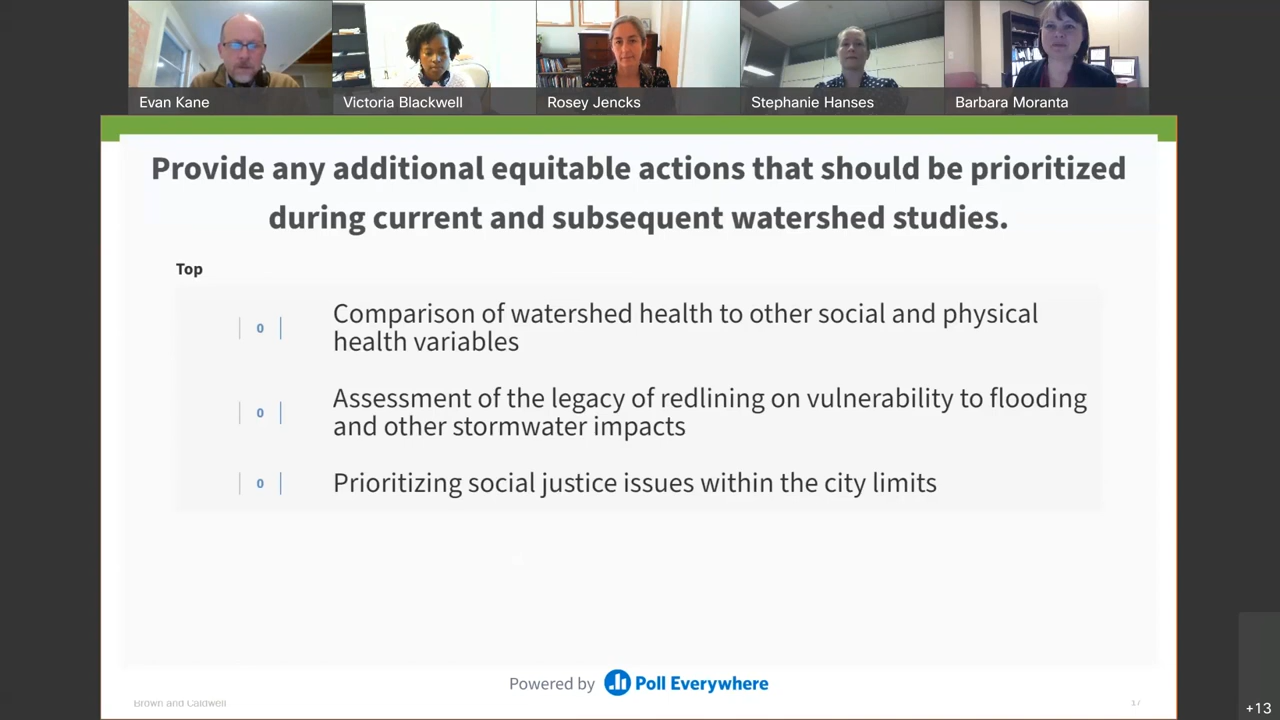 Evan Kane
Victoria Blackwell
Rosey Jencks
Stephanie Hanses
Barbara Moranta
Provide any additional equitable actions that should be prioritized
during current and subsequent watershed studies.
Top
0
Comparison of watershed health to other social and physical
health variables
0
Assessment of the legacy of redlining on vulnerability to flooding
and other stormwater impacts
0
Prioritizing social justice issues within the city limits
Powered by Poll Everywhere
Brown and Caldwell
17
+13